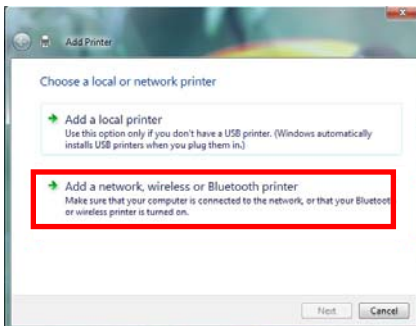 Add Printer
Choose a local or network printer
Add a local printer
Use this option only if you don't have a USB printer. (Windows automatically
installs USB printers when you plug them in.)
Add a network, wireless or Bluetooth printer
Make sure that your computer is connected to the network, or that your Bluetoot
or wireless printer is turned on.
Next Cancel